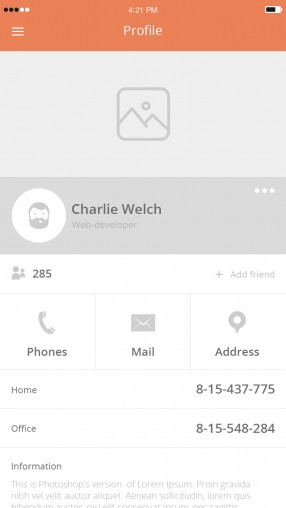 4:21 PM
Profile
Charlie Welch
Web-developer
285
+ Add friend
Phones
Mail
Address
Home
8-15-437-775
Office
8-15-548-284
Information
This is Photoshop's version of Lorem Ipsum. Proin gravida
nibh vel velit auctor aliquet. Aenean sollicitudin, lorem quis
bibendum auctor, nisi elit consequat ipsum, nec sagittis